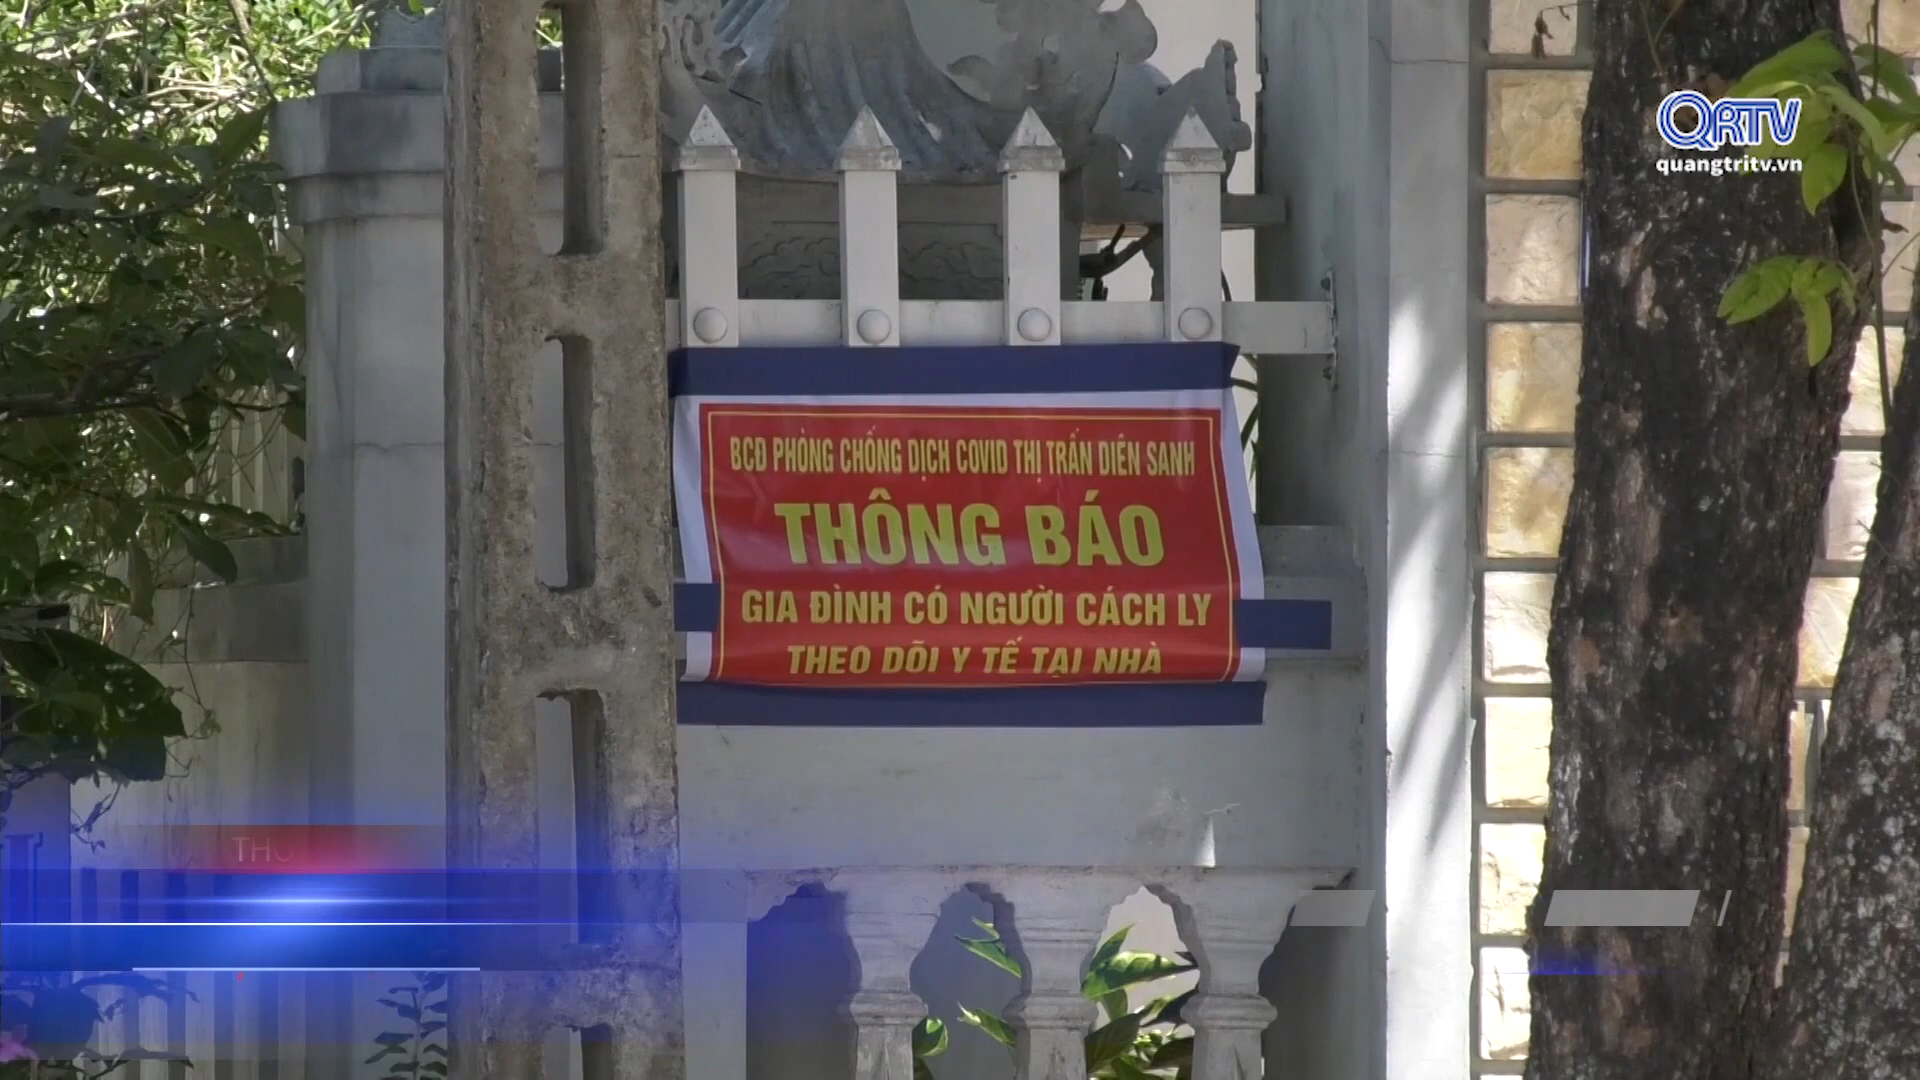 QRTV
quangtritv.vn
BCĐ PHÒNG CHỐNG DỊCH COVID THỊ TRẤN DIÊN SANH
THÔNG BÁO
GIA ĐÌNH CÓ NGƯỜI CÁCH LY
THEO DÕI Y TẾ TẠI NHÀ